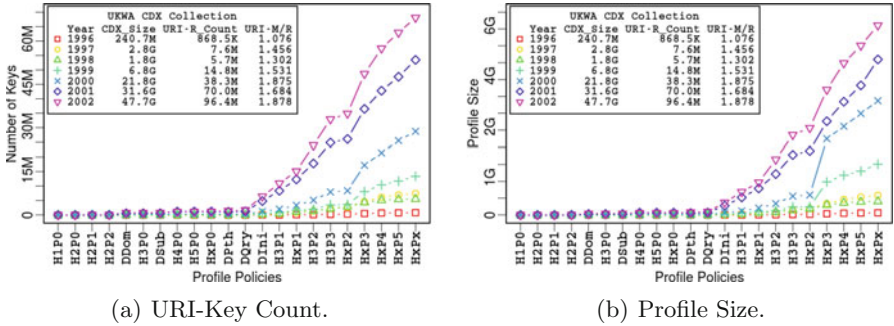 UKWA CDX Collection
Year CDX_Size URI-R_Count URI-M/R
1996 240.7M 868.5K 1.076
1997 2.8G 7.6M 1.456
1998 1.8G 5.7M 1.302
1999 6.8G 14.8M 1.531
2000 21.8G 38.3M 1.875
2001 31.6G 70.0M 1.684
2002 47.7G 96.4M 1.878
Number of Keys
0 15M 30M 45M 60M
H1P0 H2P0 H2P1 H2P2 DDom H3P0 DSub H4P0 H5P0 HxP0 DPth DQry DIni H3P1 HxP1 H3P2 H3P3 HxP2 HxP3 HxP4 HxP5 HxPx
Profile Policies
(a) URI-Key Count.
UKWA CDX Collection
Year CDX_Size URI-R_Count URI-M/R
1996 240.7M 868.5K 1.076
1997 2.8G 7.6M 1.456
1998 1.8G 5.7M 1.302
1999 6.8G 14.8M 1.531
2000 21.8G 38.3M 1.875
2001 31.6G 70.0M 1.684
2002 47.7G 96.4M 1.878
Profile Size
0 1G 2G 4G 6G
H1P0 H2P0 H2P1 H2P2 DDom H3P0 DSub H4P0 H5P0 HxP0 DPth DQry DIni H3P1 HxP1 H3P2 H3P3 HxP2 HxP3 HxP4 HxP5 HxPx
Profile Policies
(b) Profile Size.